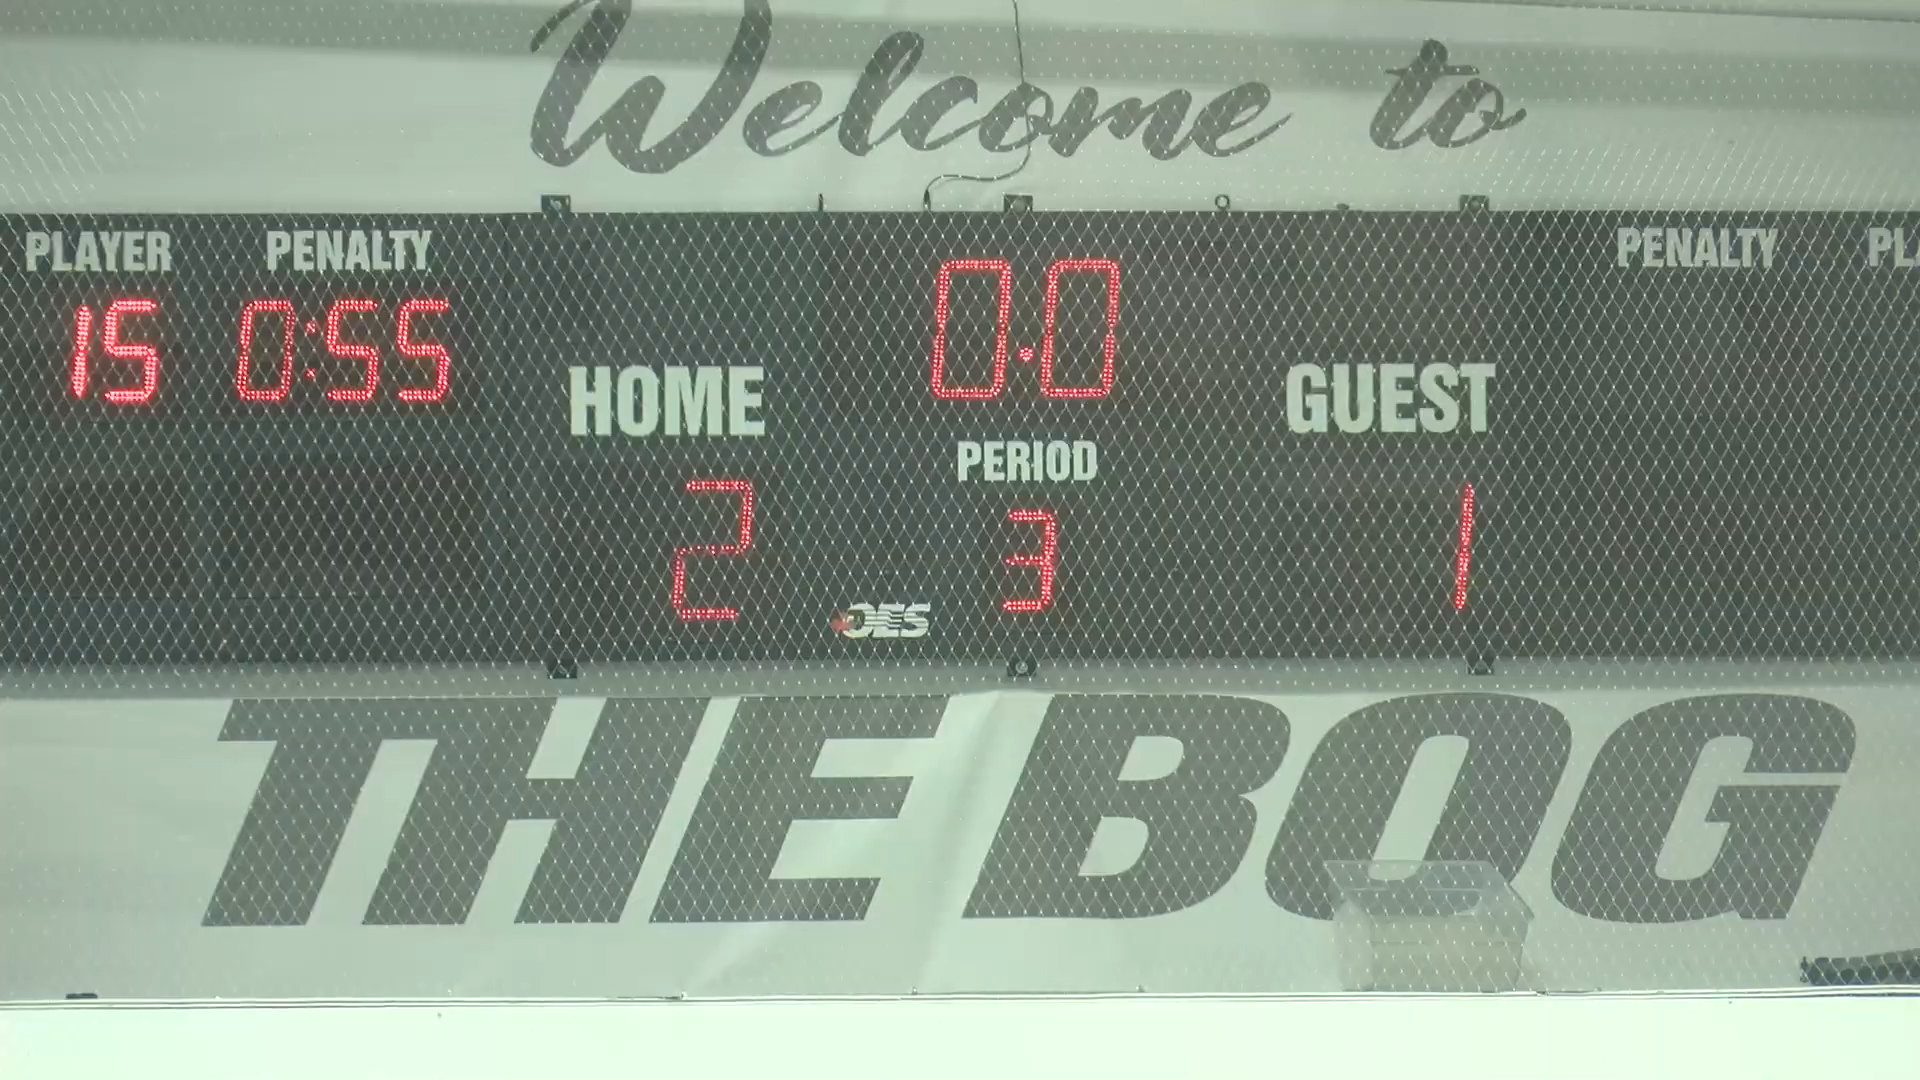 Welcome to
PLAYER PENALTY
15 0:55
0.0
PENALTY
HOME
GUEST
PERIOD
2 3 1
OES
THE BOG